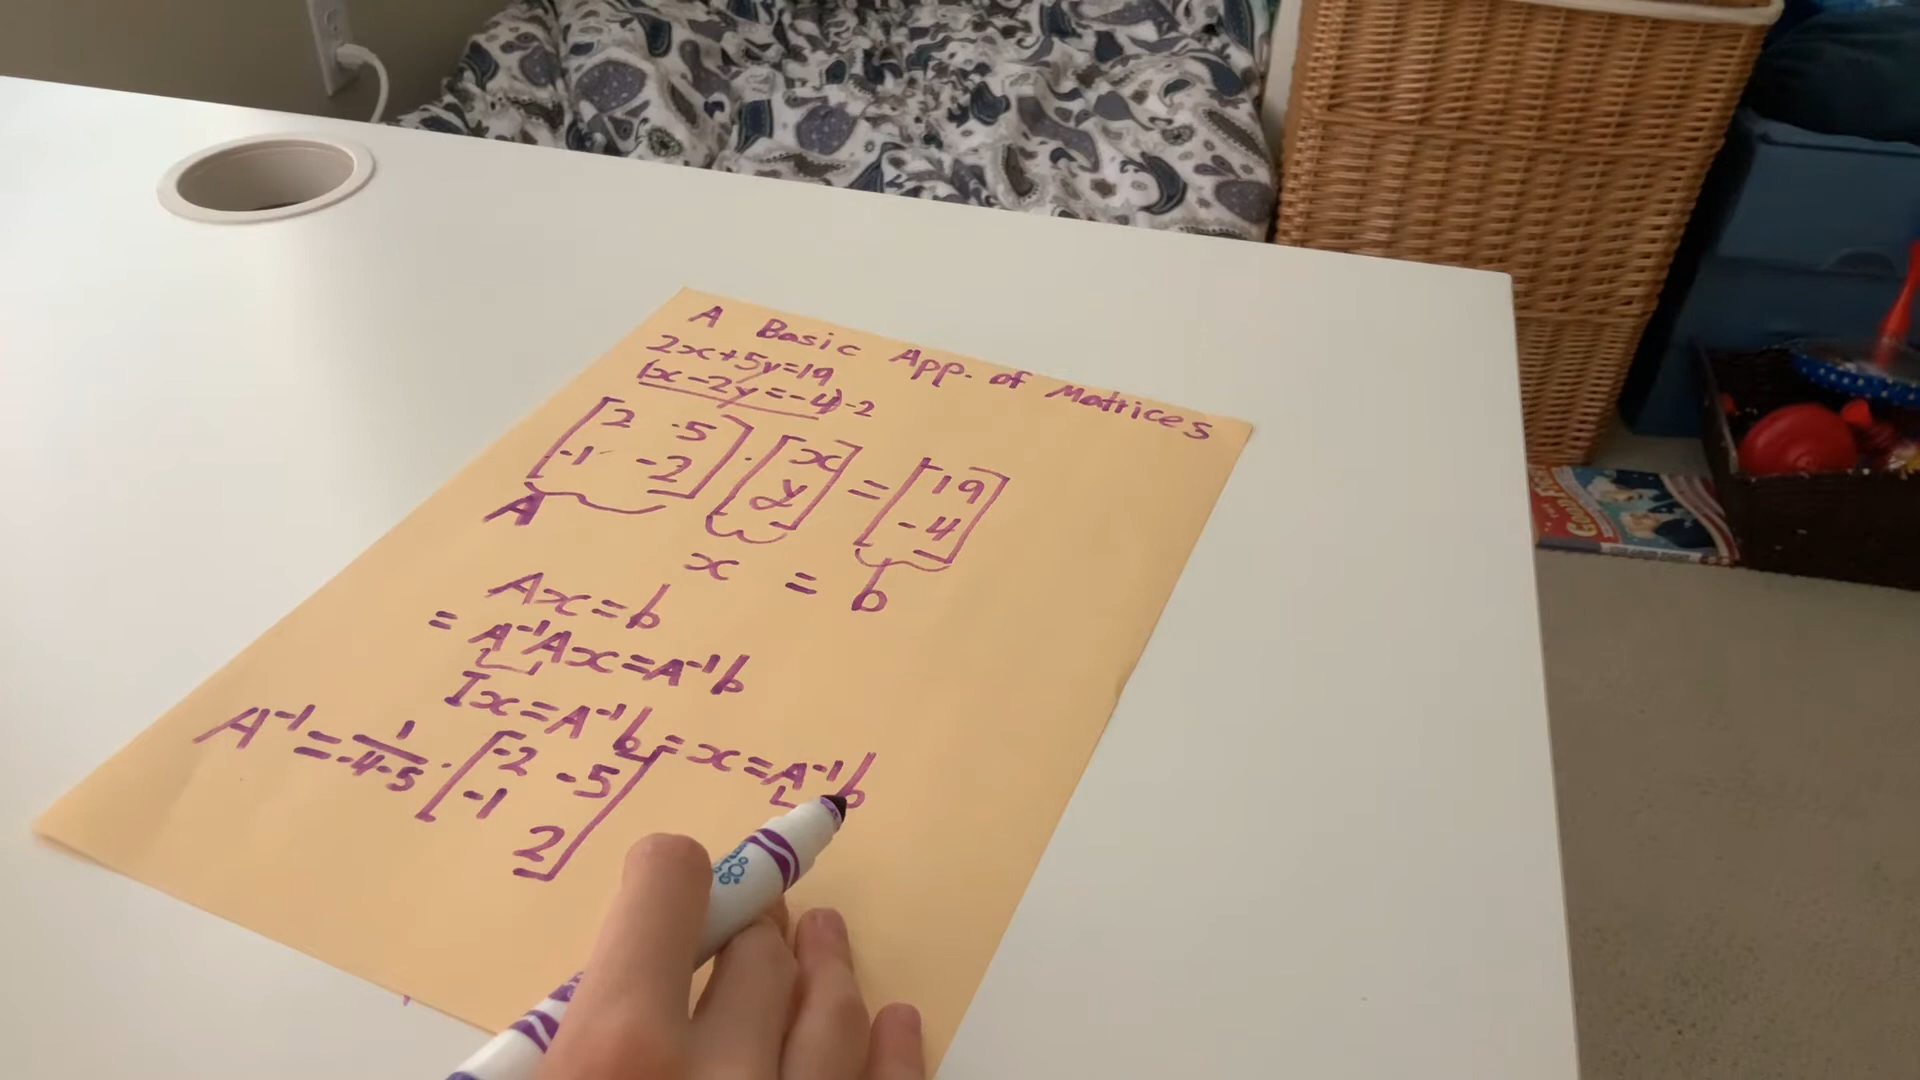 A Basic App. of Matrices
2x+5y=19
(x-2y=-4)-2
[2 .5
-1 -2] . [x
y] = [19
-4]
A x = b
Ax=b
= A⁻¹Ax=A⁻¹b
Ix=A⁻¹b = x=A⁻¹b
A⁻¹ = 1/-4-5 . [-2 -5
-1 2]